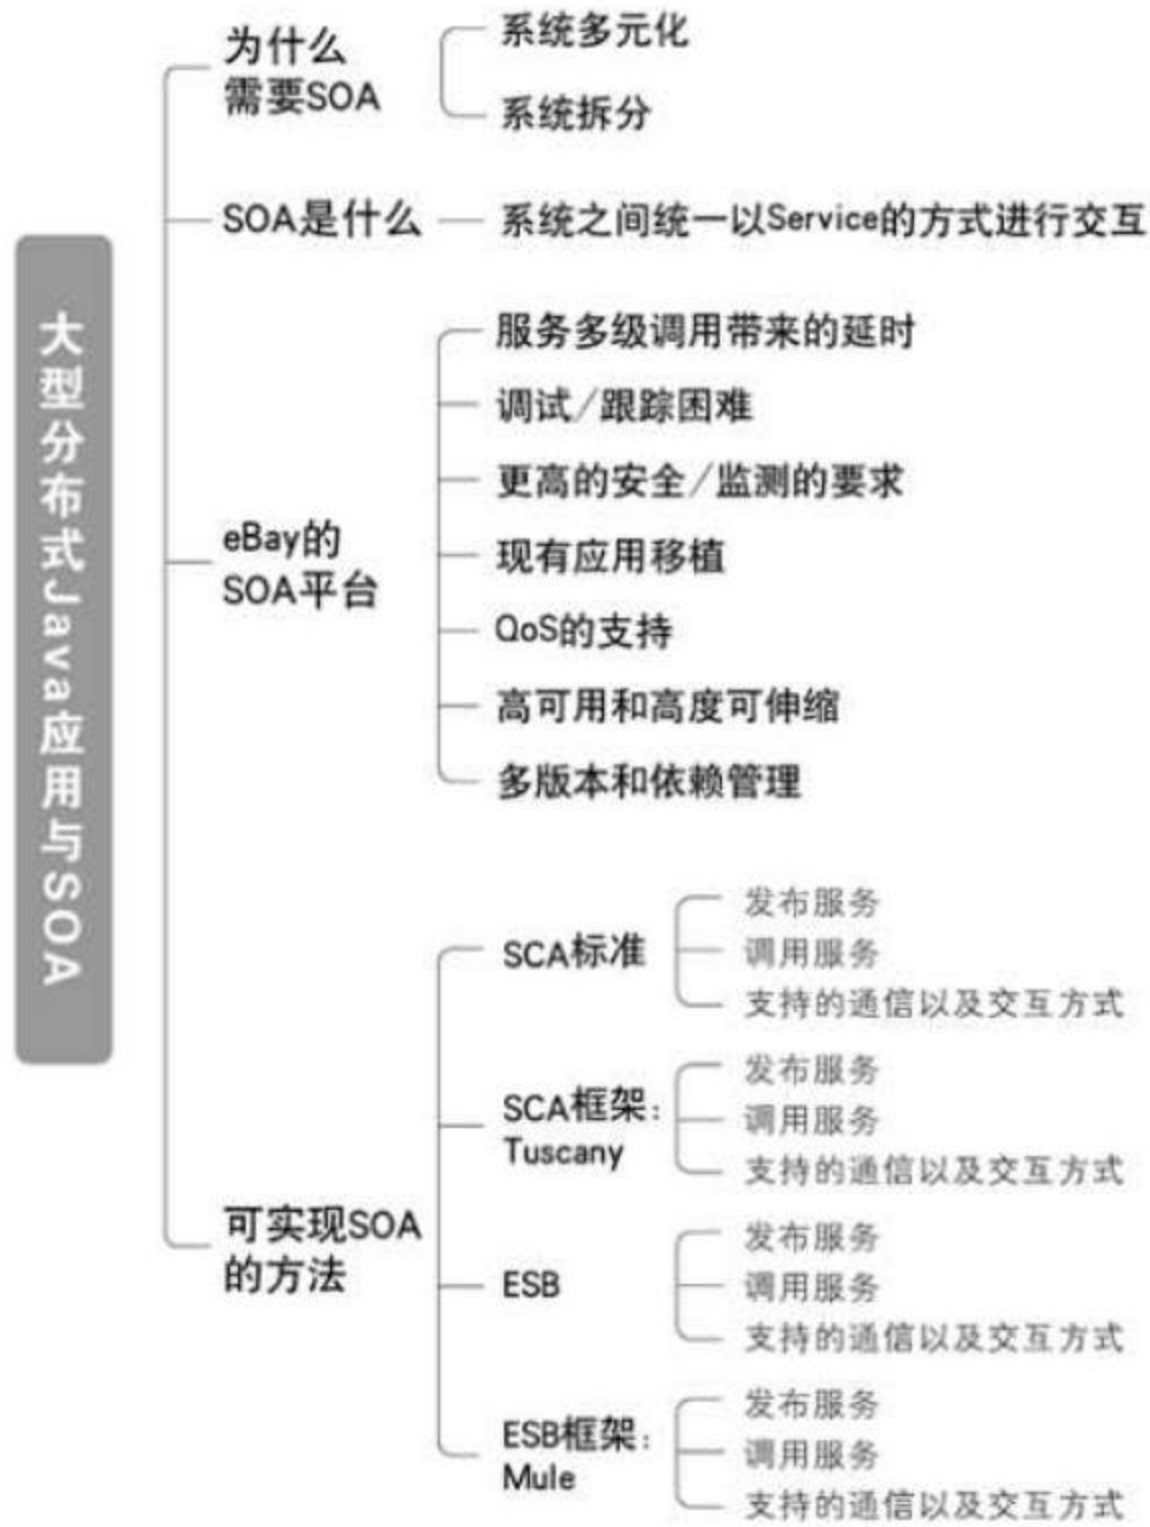 大型分布式Java应用与SOA
为什么
需要SOA
系统多元化
系统拆分
SOA是什么
系统之间统一以Service的方式进行交互
eBay的
SOA平台
服务多级调用带来的延时
调试/跟踪困难
更高的安全/监测的要求
现有应用移植
QoS的支持
高可用和高度可伸缩
多版本和依赖管理
可实现SOA
的方法
SCA标准
发布服务
调用服务
支持的通信以及交互方式
SCA框架：
Tuscany
发布服务
调用服务
支持的通信以及交互方式
ESB
发布服务
调用服务
支持的通信以及交互方式
ESB框架：
Mule
发布服务
调用服务
支持的通信以及交互方式